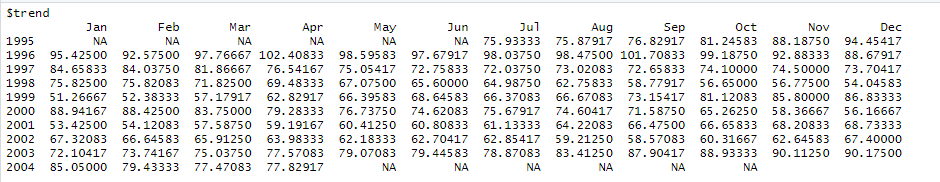 $trend
Jan Feb Mar Apr May Jun Jul Aug Sep Oct Nov Dec
1995 NA NA NA NA NA NA 75.93333 75.87917 76.82917 81.24583 88.18750 94.45417
1996 95.42500 92.57500 97.76667 102.40833 98.59583 97.67917 98.03750 98.47500 101.70833 99.18750 92.88333 88.67917
1997 84.65833 84.03750 81.86667 76.54167 75.05417 72.75833 72.03750 73.02083 72.65833 74.10000 74.50000 73.70417
1998 75.82500 75.82083 71.82500 69.48333 67.07500 65.60000 64.98750 62.75833 58.77917 56.65000 56.77500 54.04583
1999 51.26667 52.38333 57.17917 62.82917 66.39583 68.64583 66.37083 66.67083 73.15417 81.12083 85.80000 86.83333
2000 88.94167 88.42500 83.75000 79.28333 76.73750 74.62083 75.67917 74.60417 71.58750 65.26250 58.36667 56.16667
2001 53.42500 54.12083 57.58750 59.19167 60.41250 60.80833 61.13333 64.22083 66.47500 66.65833 68.20833 68.73333
2002 67.32083 66.64583 65.91250 63.98333 62.18333 62.70417 62.85417 59.21250 58.57083 60.31667 62.64583 67.40000
2003 72.10417 73.74167 75.03750 77.57083 79.07083 79.44583 78.87083 83.41250 87.90417 88.93333 90.11250 90.17500
2004 85.05000 79.43333 77.47083 77.82917 NA NA NA NA NA NA